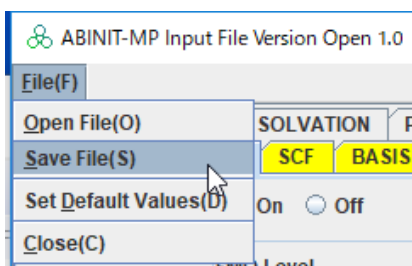 ABINIT-MP Input File Version Open 1.0
File(F)
Open File(O)
SOLVATION
Save File(S)
SCF
BASIS
Set Default Values(D)
On
Off
Close(C)
Level